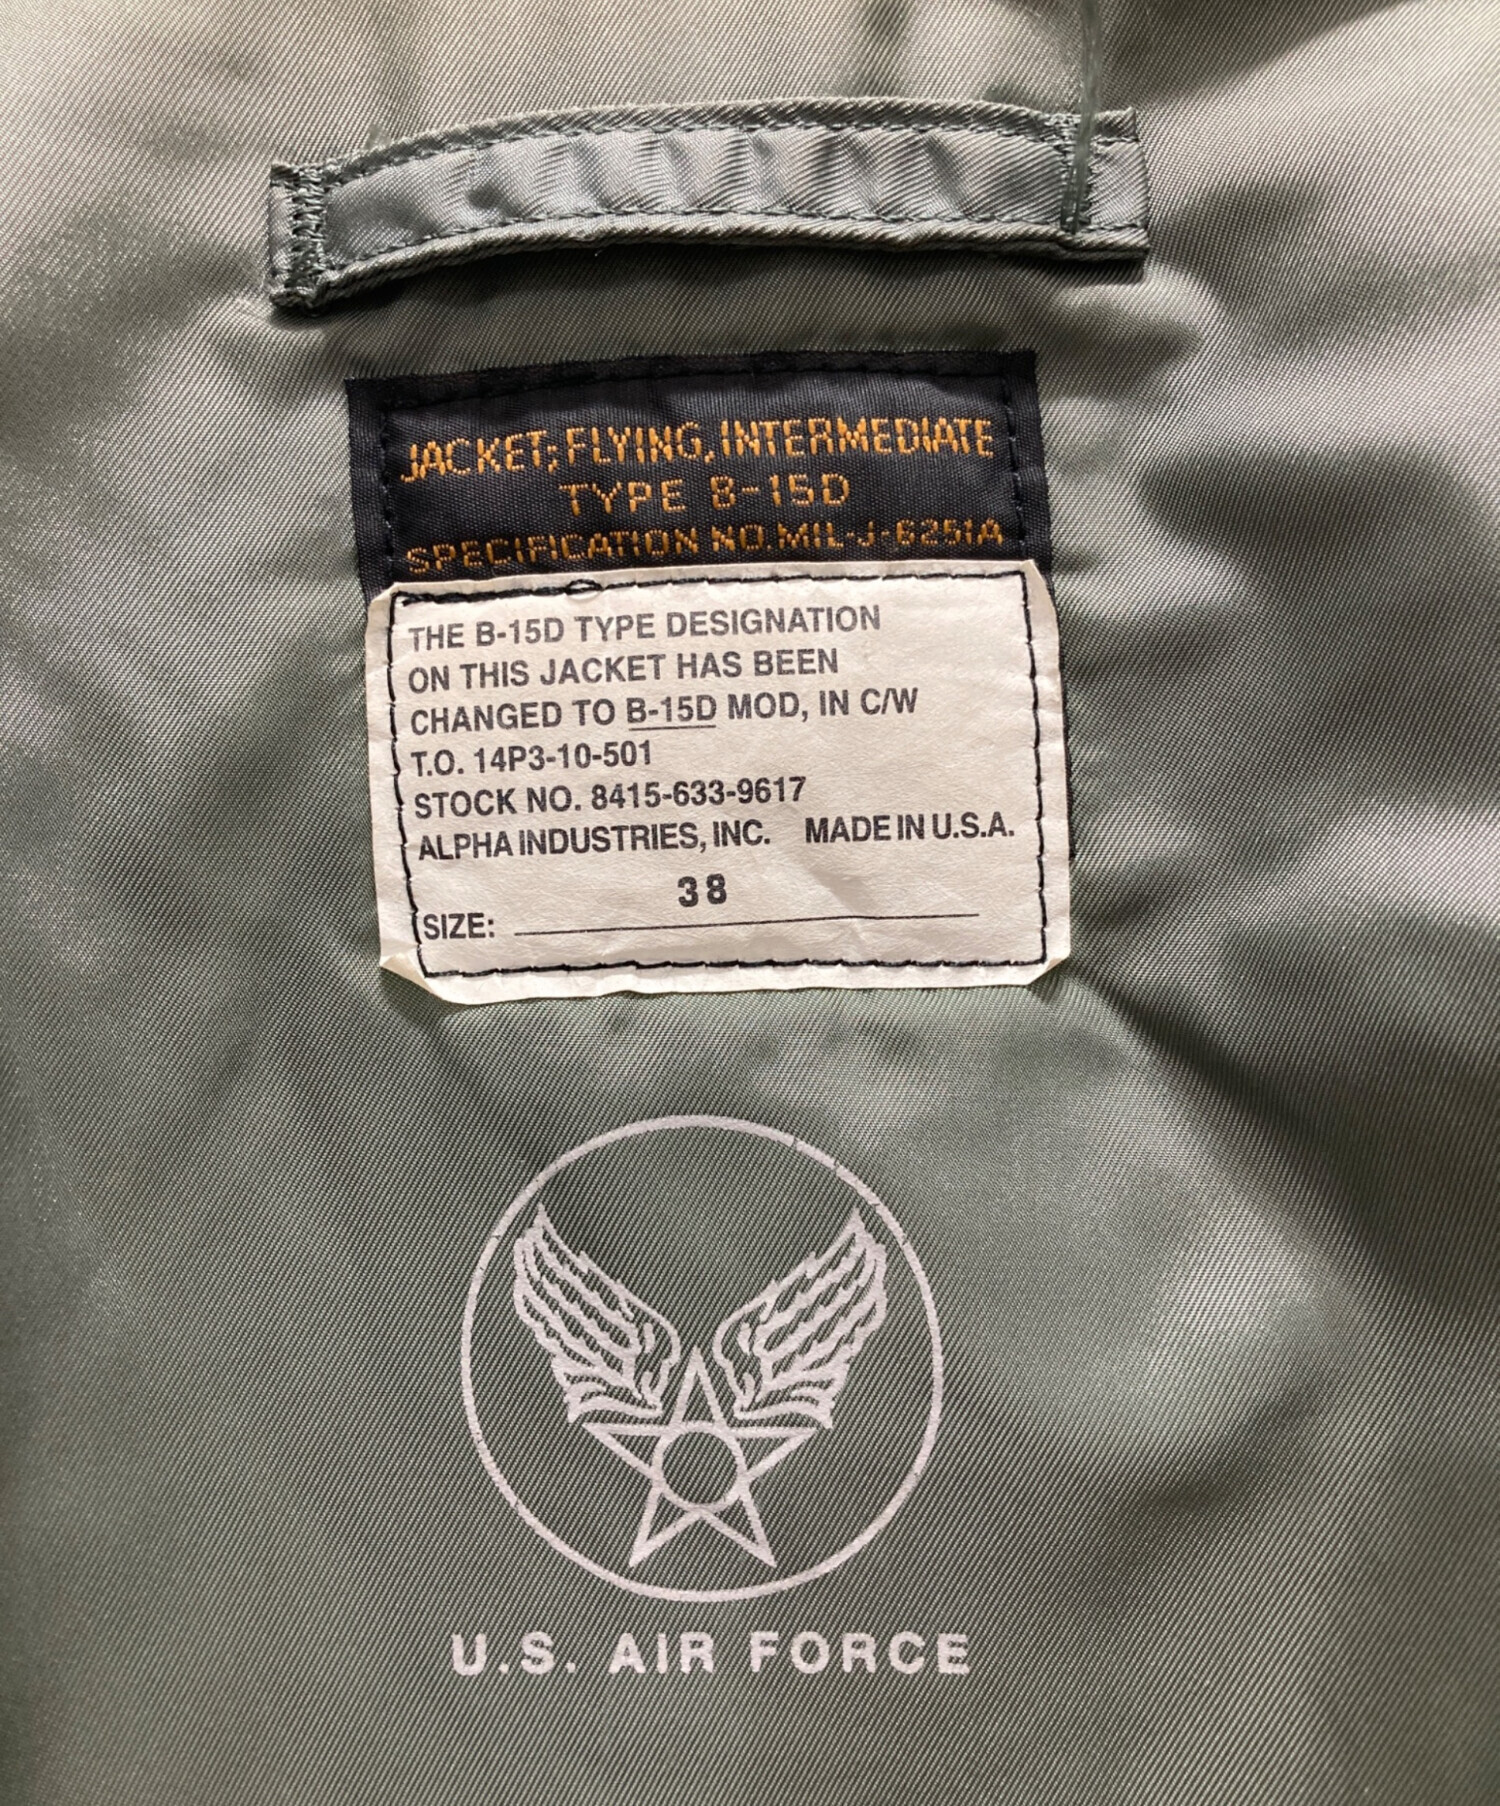 JACKET; FLYING, INTERMEDIATE
TYPE B-15D
SPECIFICATION NO. MIL-J-6251A
THE B-15D TYPE DESIGNATION
ON THIS JACKET HAS BEEN
CHANGED TO B-15D MOD, IN C/W
T.O. 14P3-10-501
STOCK NO. 8415-633-9617
ALPHA INDUSTRIES, INC. MADE IN U.S.A.
38
SIZE:
U.S. AIR FORCE